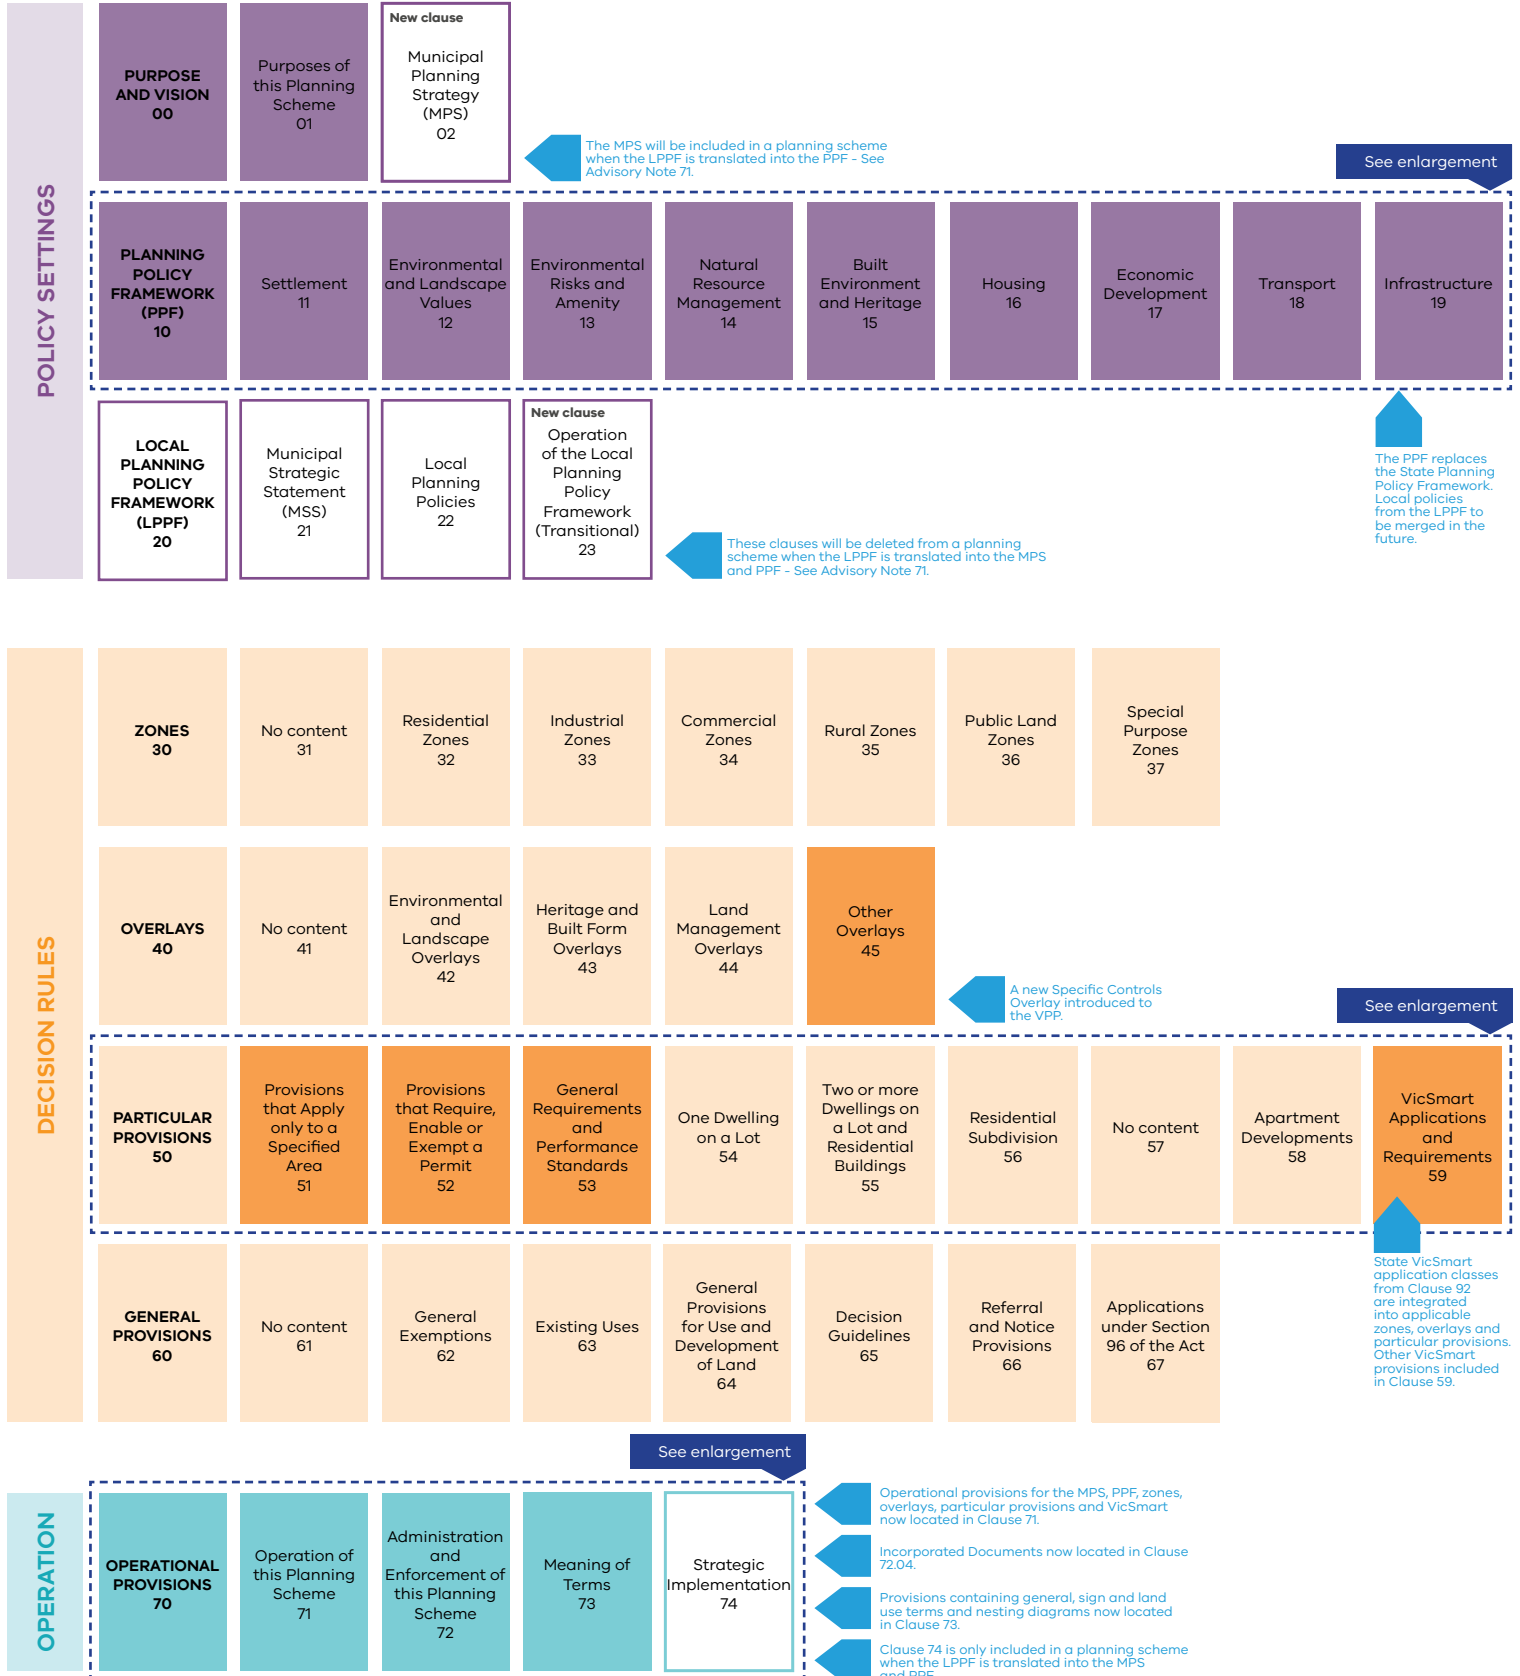 POLICY SETTINGS
PURPOSE
AND VISION
00
Purposes of
this Planning
Scheme
01
New clause
Municipal
Planning
Strategy
(MPS)
02
The MPS will be included in a planning scheme
when the LPPF is translated into the PPF - See
Advisory Note 71.
See enlargement
PLANNING
POLICY
FRAMEWORK
(PPF)
10
Settlement
11
Environmental
and Landscape
Values
12
Environmental
Risks and
Amenity
13
Natural
Resource
Management
14
Built
Environment
and Heritage
15
Housing
16
Economic
Development
17
Transport
18
Infrastructure
19
LOCAL
PLANNING
POLICY
FRAMEWORK
(LPPF)
20
Municipal
Strategic
Statement
(MSS)
21
Local
Planning
Policies
22
New clause
Operation
of the Local
Planning
Policy
Framework
(Transitional)
23
These clauses will be deleted from a planning
scheme when the LPPF is translated into the MPS
and PPF - See Advisory Note 71.
The PPF replaces
the State Planning
Policy Framework.
Local policies
from the LPPF to
be merged in the
future.
DECISION RULES
ZONES
30
No content
31
Residential
Zones
32
Industrial
Zones
33
Commercial
Zones
34
Rural Zones
35
Public Land
Zones
36
Special
Purpose
Zones
37
OVERLAYS
40
No content
41
Environmental
and
Landscape
Overlays
42
Heritage and
Built Form
Overlays
43
Land
Management
Overlays
44
Other
Overlays
45
A new Specific Controls
Overlay introduced to
the VPP.
See enlargement
PARTICULAR
PROVISIONS
50
Provisions
that Apply
only to a
Specified
Area
51
Provisions
that Require,
Enable or
Exempt a
Permit
52
General
Requirements
and
Performance
Standards
53
One Dwelling
on a Lot
54
Two or more
Dwellings on
a Lot and
Residential
Buildings
55
Residential
Subdivision
56
No content
57
Apartment
Developments
58
VicSmart
Applications
and
Requirements
59
State VicSmart
application classes
from Clause 92
are integrated
into applicable
zones, overlays and
particular provisions.
Other VicSmart
provisions included
in Clause 59.
GENERAL
PROVISIONS
60
No content
61
General
Exemptions
62
Existing Uses
63
General
Provisions
for Use and
Development
of Land
64
Decision
Guidelines
65
Referral
and Notice
Provisions
66
Applications
under Section
96 of the Act
67
See enlargement
OPERATION
OPERATIONAL
PROVISIONS
70
Operation of
this Planning
Scheme
71
Administration
and
Enforcement of
this Planning
Scheme
72
Meaning of
Terms
73
Strategic
Implementation
74
Operational provisions for the MPS, PPF, zones,
overlays, particular provisions and VicSmart
now located in Clause 71.
Incorporated Documents now located in Clause
72.04.
Provisions containing general, sign and land
use terms and nesting diagrams now located
in Clause 73.
Clause 74 is only included in a planning scheme
when the LPPF is translated into the MPS
and PPF